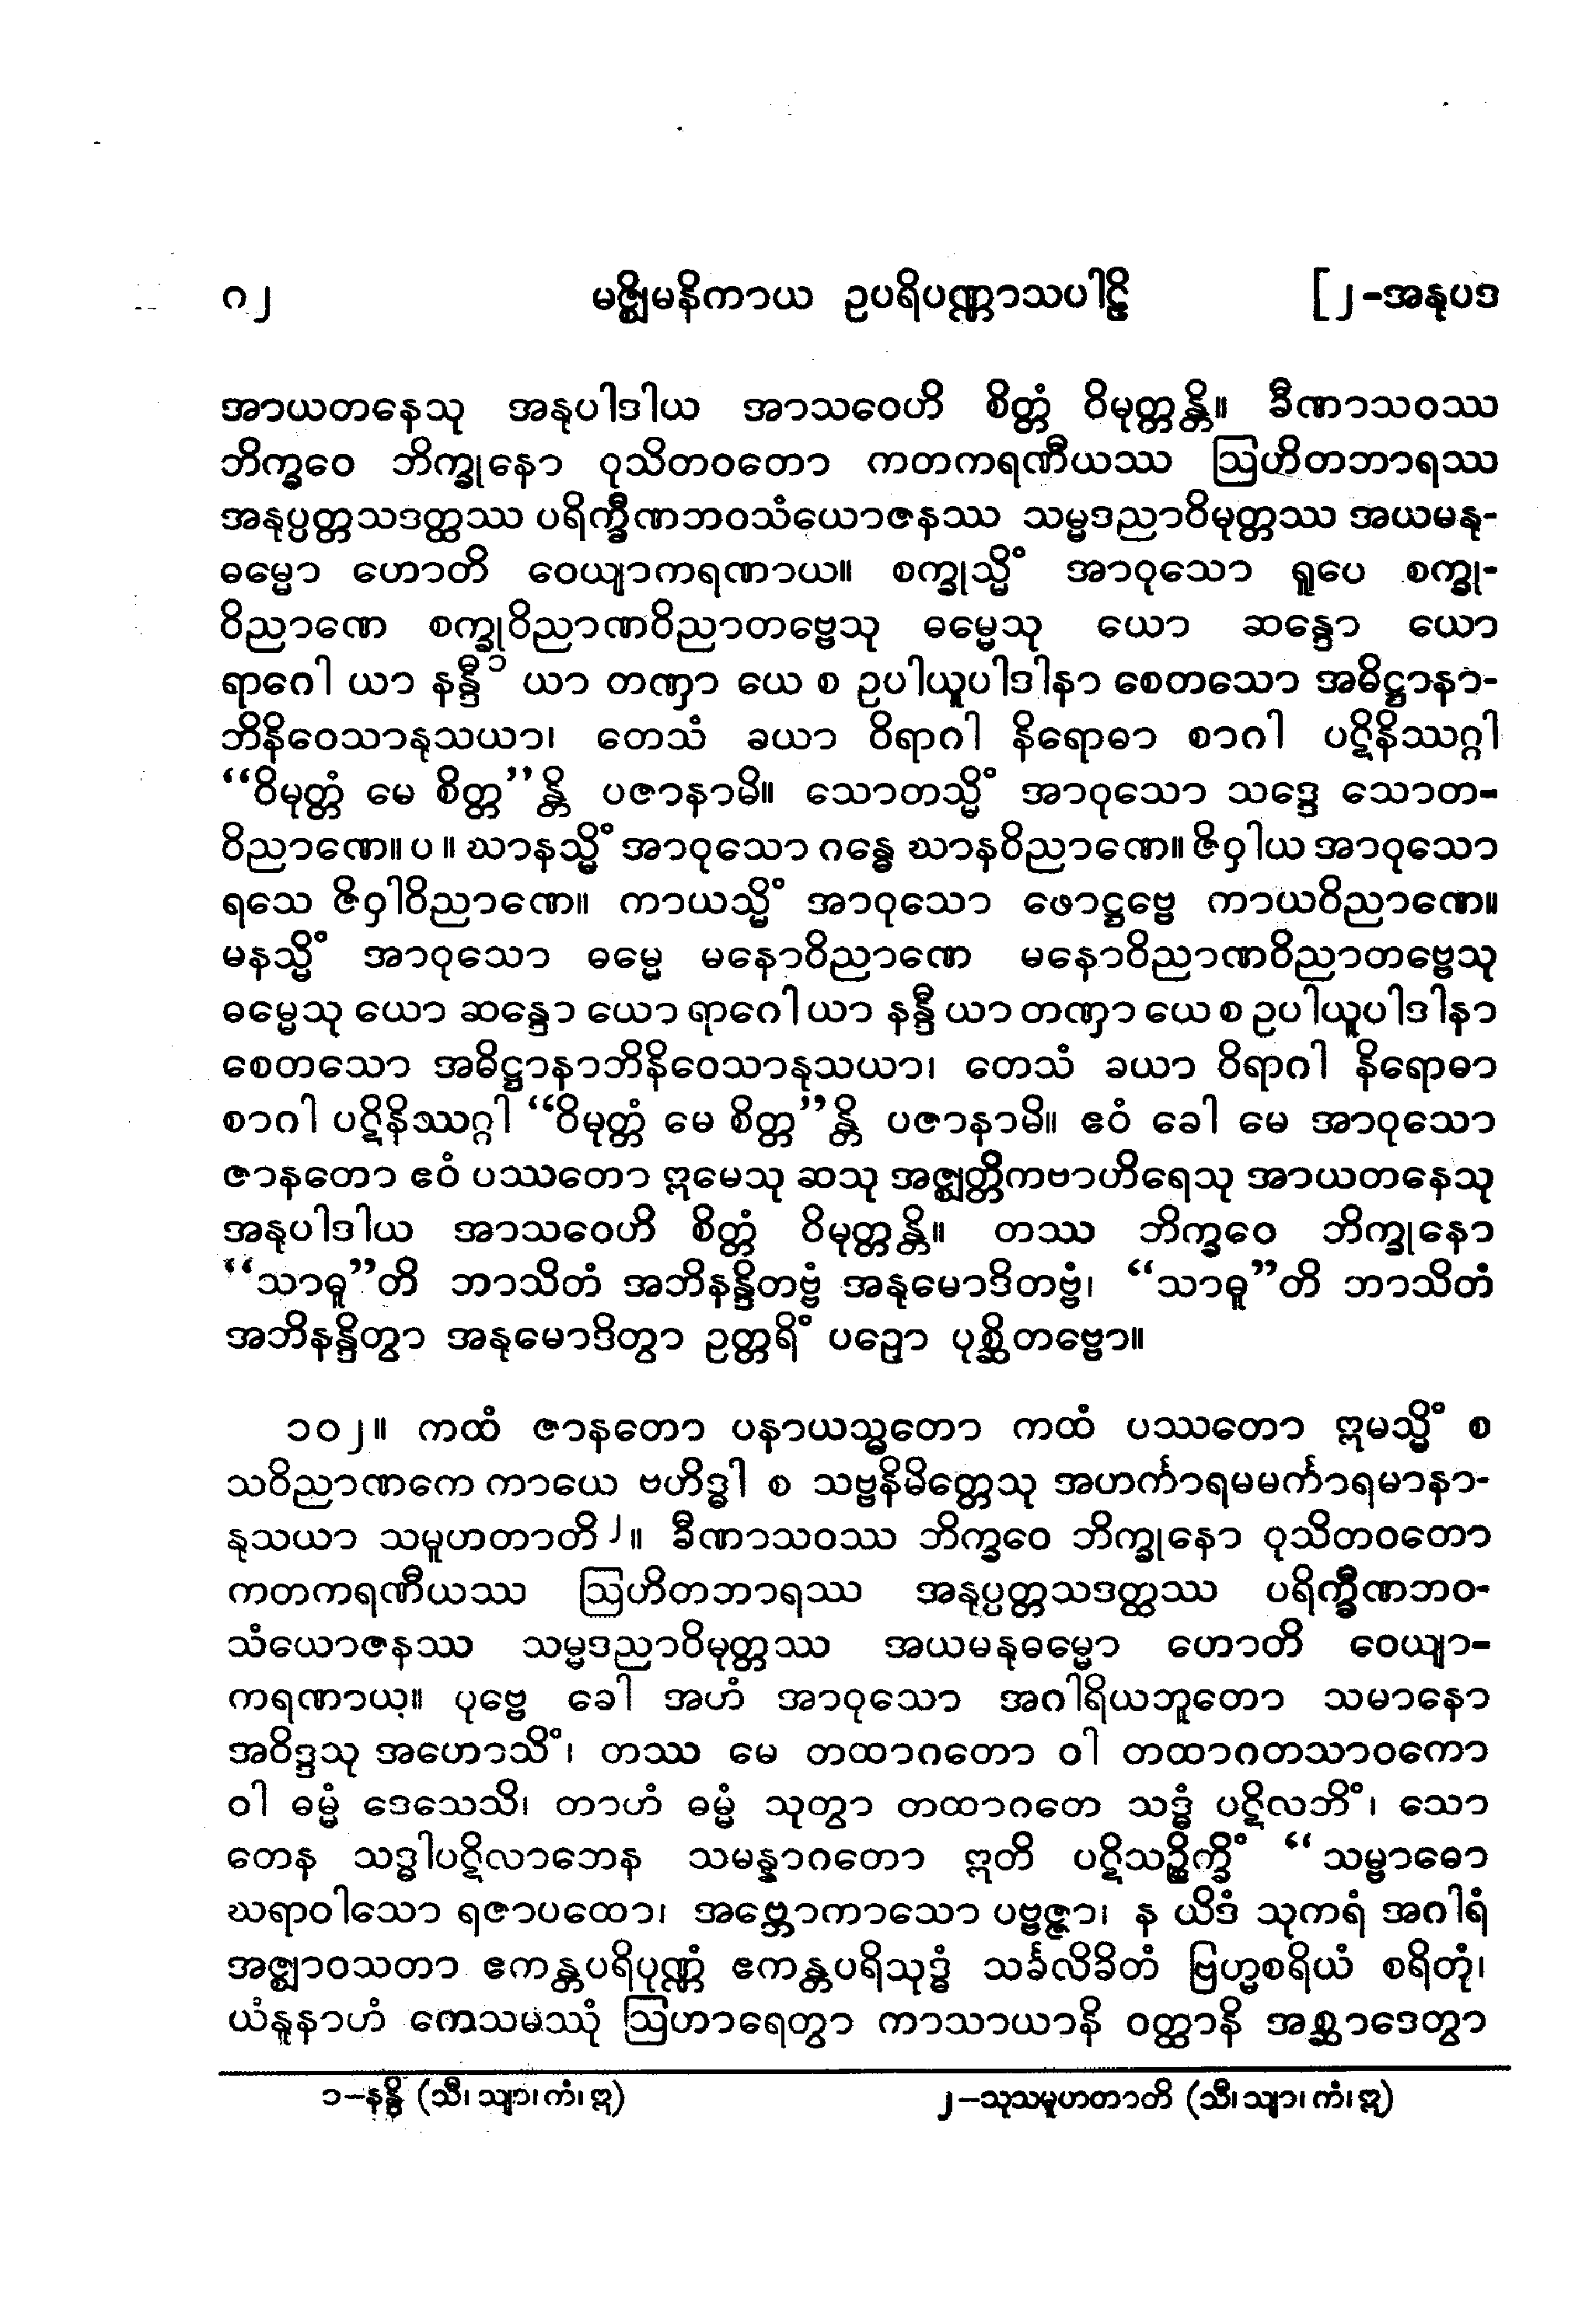 ၈၂ မဇ္ဈိမနိကာယ ဥပရိပဏ္ဏာသပါဠိ [၂-အနုပဒ
အာယတနေသု အနုပါဒါယ အာသဝေဟိ စိတ္တံ ဝိမုတ္တန္တိ။ ခီဏာသဝဿ
ဘိက္ခဝေ ဘိက္ခုနော ဝုသိတဝတော ကတကရဏီယဿ ဩဟိတဘာရဿ
အနုပ္ပတ္တသဒတ္ထဿ ပရိက္ခီဏဘဝသံယောဇနဿ သမ္မဒညာဝိမုတ္တဿ အယမနု-
ဓမ္မော ဟောတိ ဝေယျာကရဏာယ။ စက္ခုသ္မိံ အာဝုသော ရူပေ စက္ခု-
ဝိညာဏေ စက္ခုဝိညာဏဝိညာတဗ္ဗေသု ဓမ္မေသု ယော ဆန္ဒော ယော
ရာဂေါ ယာ နန္ဒီ၁ ယာ တဏှာ ယေ စ ဥပါယူပါဒါနာ စေတသော အဓိဋ္ဌာနာ-
ဘိနိဝေသာနုသယာ၊ တေသံ ခယာ ဝိရာဂါ နိရောဓာ စာဂါ ပဋိနိဿဂ္ဂါ
“ဝိမုတ္တံ မေ စိတ္တ”န္တိ ပဇာနာမိ။ သောတသ္မိံ အာဝုသော သဒ္ဒေ သောတ-
ဝိညာဏေ။ပ။ ဃာနသ္မိံ အာဝုသော ဂန္ဓေ ဃာနဝိညာဏေ။ ဇိဝှါယ အာဝုသော
ရသေ ဇိဝှါဝိညာဏေ။ ကာယသ္မိံ အာဝုသော ဖောဋ္ဌဗ္ဗေ ကာယဝိညာဏေ။
မနသ္မိံ အာဝုသော ဓမ္မေ မနောဝိညာဏေ မနောဝိညာဏဝိညာတဗ္ဗေသု
ဓမ္မေသု ယော ဆန္ဒော ယော ရာဂေါ ယာ နန္ဒီ ယာ တဏှာ ယေ စ ဥပါယူပါဒါနာ
စေတသော အဓိဋ္ဌာနာဘိနိဝေသာနုသယာ၊ တေသံ ခယာ ဝိရာဂါ နိရောဓာ
စာဂါ ပဋိနိဿဂ္ဂါ “ဝိမုတ္တံ မေ စိတ္တ”န္တိ ပဇာနာမိ။ ဧဝံ ခေါ မေ အာဝုသော
ဇာနတော ဧဝံ ပဿတော ဣမေသု ဆသု အဇ္ဈတ္တိကဗာဟိရေသု အာယတနေသု
အနုပါဒါယ အာသဝေဟိ စိတ္တံ ဝိမုတ္တန္တိ။ တဿ ဘိက္ခဝေ ဘိက္ခုနော
“သာဓူ”တိ ဘာသိတံ အဘိနန္ဒိတဗ္ဗံ အနုမောဒိတဗ္ဗံ၊ “သာဓူ”တိ ဘာသိတံ
အဘိနန္ဒိတွာ အနုမောဒိတွာ ဥတ္တရိံ ပဉှော ပုစ္ဆိတဗ္ဗော။
၁၀၂။ ကထံ ဇာနတော ပနာယသ္မတော ကထံ ပဿတော ဣမသ္မိံ စ
သဝိညာဏကေ ကာယေ ဗဟိဒ္ဓါ စ သဗ္ဗနိမိတ္တေသု အဟင်္ကာရမမင်္ကာရမာနာ-
နုသယာ သမူဟတာတိ၂။ ခီဏာသဝဿ ဘိက္ခဝေ ဘိက္ခုနော ဝုသိတဝတော
ကတကရဏီယဿ ဩဟိတဘာရဿ အနုပ္ပတ္တသဒတ္ထဿ ပရိက္ခီဏဘဝ-
သံယောဇနဿ သမ္မဒညာဝိမုတ္တဿ အယမနုဓမ္မော ဟောတိ ဝေယျာ-
ကရဏာယ။ ပုဗ္ဗေ ခေါ အဟံ အာဝုသော အဂါရိယဘူတော သမာနော
အဝိဒ္ဒသု အဟောသိံ၊ တဿ မေ တထာဂတော ဝါ တထာဂတသာဝကော
ဝါ ဓမ္မံ ဒေသေသိ၊ တာဟံ ဓမ္မံ သုတွာ တထာဂတေ သဒ္ဓံ ပဋိလဘိံ၊ သော
တေန သဒ္ဓါပဋိလာဘေန သမန္နာဂတော ဣတိ ပဋိသဉ္စိက္ခိံ “သမ္ဗာဓော
ဃရာဝါသော ရဇာပထော၊ အဗ္ဘောကာသော ပဗ္ဗဇ္ဇာ၊ န ယိဒံ သုကရံ အဂါရံ
အဇ္ဈာဝသတာ ဧကန္တပရိပုဏ္ဏံ ဧကန္တပရိသုဒ္ဓံ သင်္ခလိခိတံ ဗြဟ္မစရိယံ စရိတုံ၊
ယံနူနာဟံ ကေသမဿုံ ဩဟာရေတွာ ကာသာယာနိ ဝတ္ထာနိ အစ္ဆာဒေတွာ
၁−နန္ဒိ (သီ၊ သျာ၊ ကံ၊ ဣ) ၂−သုသမူဟတာတိ (သီ၊ သျာ၊ ကံ၊ ဣ)